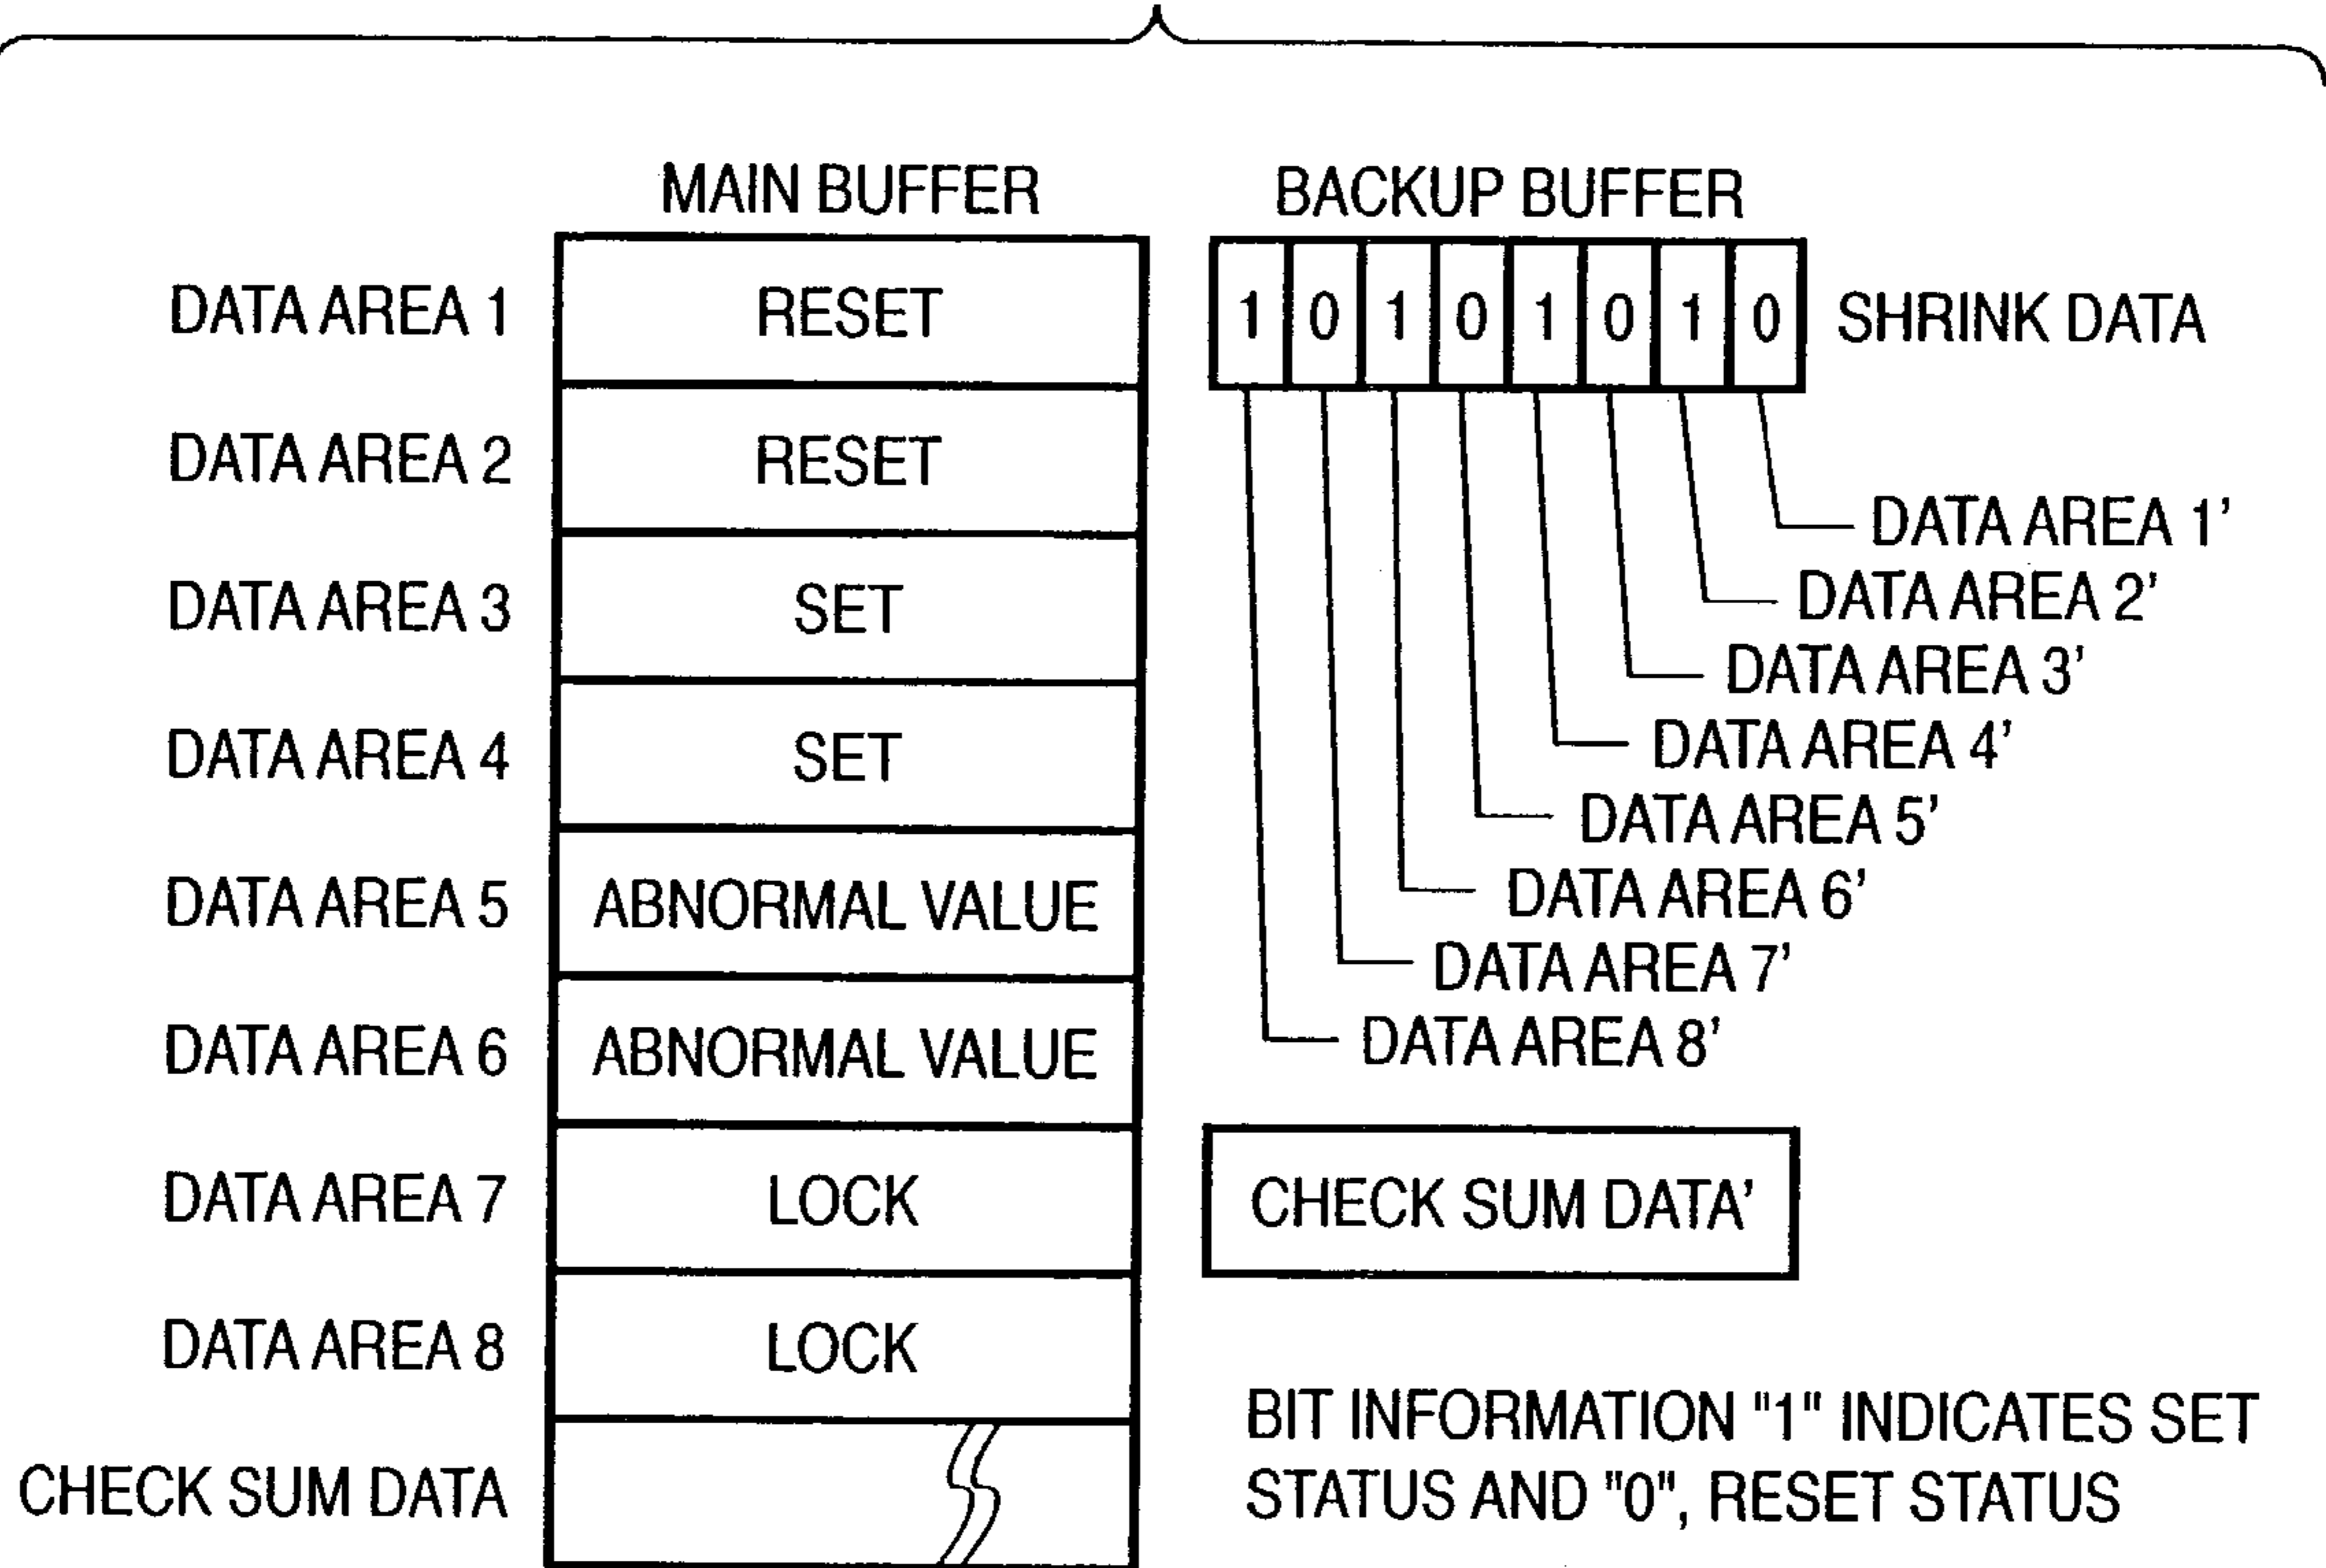 MAIN BUFFER
BACKUP BUFFER
DATA AREA 1
RESET
1 0 1 0 1 0 1 0
SHRINK DATA
DATA AREA 2
RESET
DATA AREA 1'
DATA AREA 2'
DATA AREA 3
SET
DATA AREA 3'
DATA AREA 4
SET
DATA AREA 4'
DATA AREA 5'
DATA AREA 5
ABNORMAL VALUE
DATA AREA 6'
DATA AREA 7'
DATA AREA 6
ABNORMAL VALUE
DATA AREA 8'
DATA AREA 7
LOCK
CHECK SUM DATA'
DATA AREA 8
LOCK
CHECK SUM DATA
BIT INFORMATION "1" INDICATES SET
STATUS AND "0", RESET STATUS